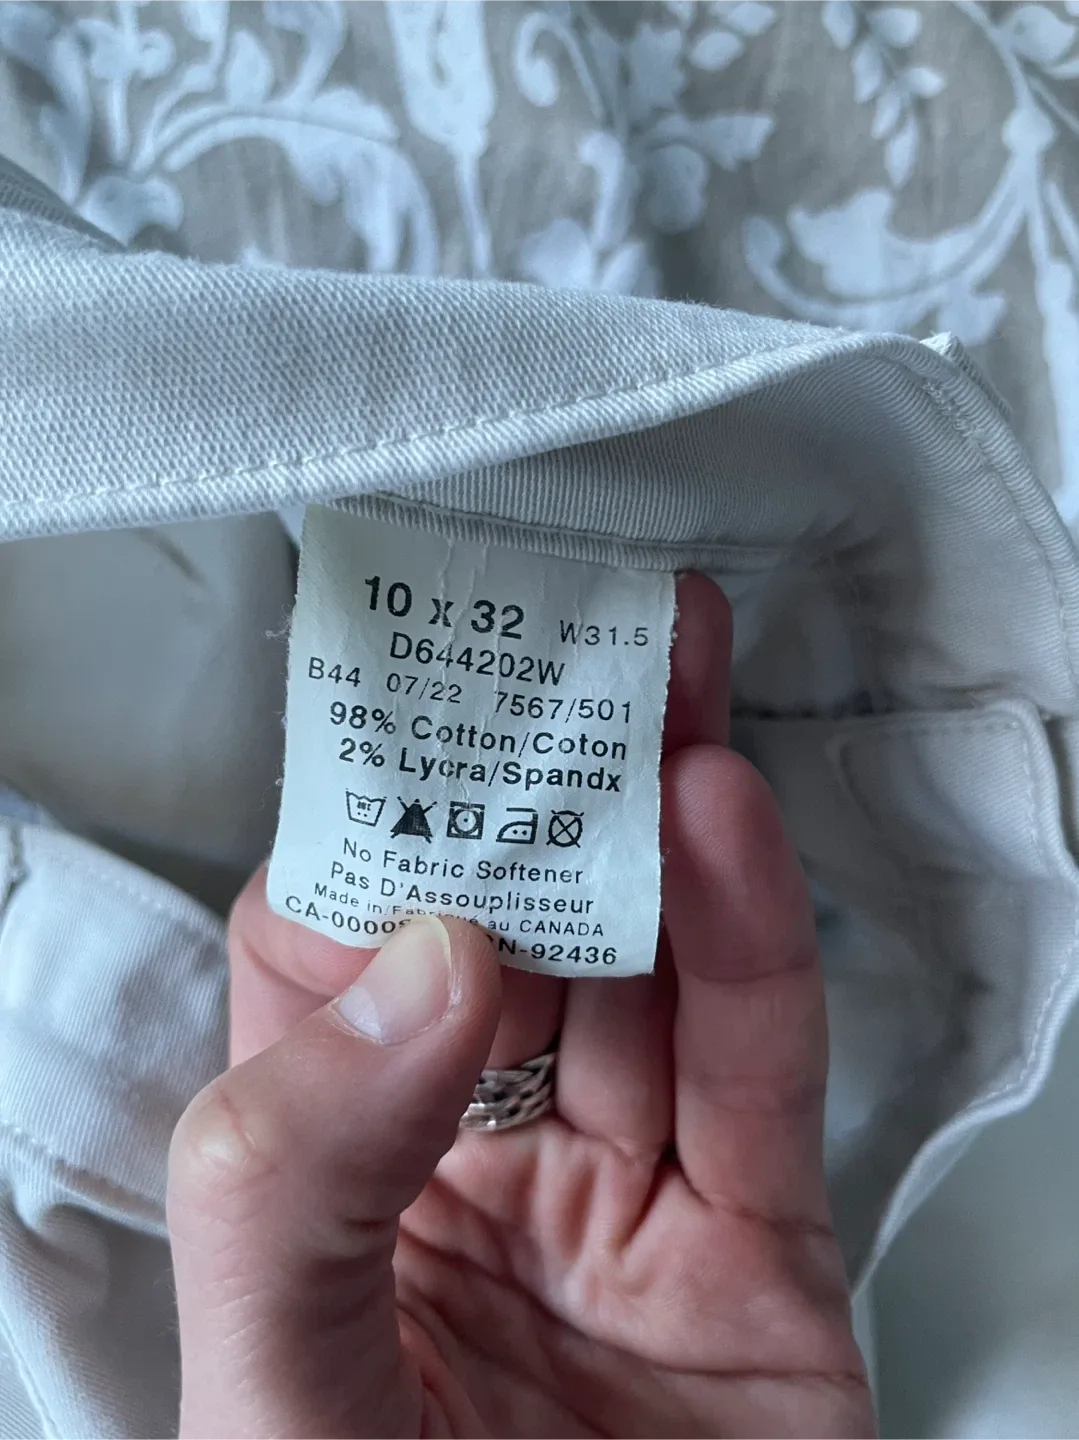 10 x 32 W31.5
D644202W
B44 07/22 7567/501
98% Cotton/Coton
2% Lycra/Spandx
No Fabric Softener
Pas D'Assouplisseur
Made in/Fabriqué au CANADA
N-92436